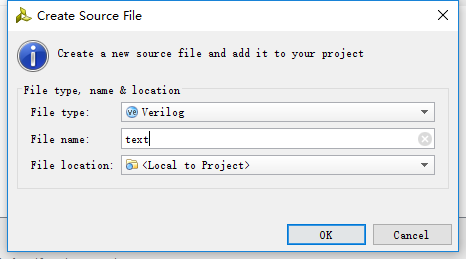 Create Source File
Create a new source file and add it to your project
File type, name & location
File type: Verilog
File name: text
File location: <Local to Project>
OK Cancel